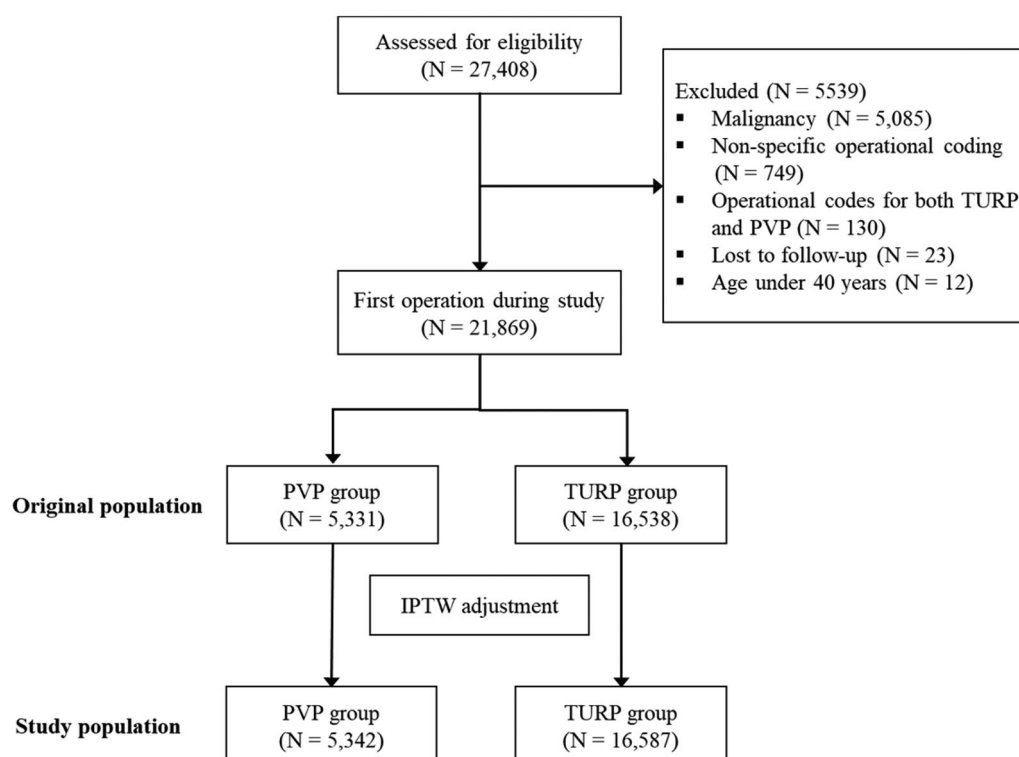 Assessed for eligibility
(N = 27,408)
Excluded (N = 5539)
▪ Malignancy (N = 5,085)
▪ Non-specific operational coding
(N = 749)
▪ Operational codes for both TURP
and PVP (N = 130)
▪ Lost to follow-up (N = 23)
▪ Age under 40 years (N = 12)
First operation during study
(N = 21,869)
Original population
PVP group
(N = 5,331)
TURP group
(N = 16,538)
IPTW adjustment
Study population
PVP group
(N = 5,342)
TURP group
(N = 16,587)